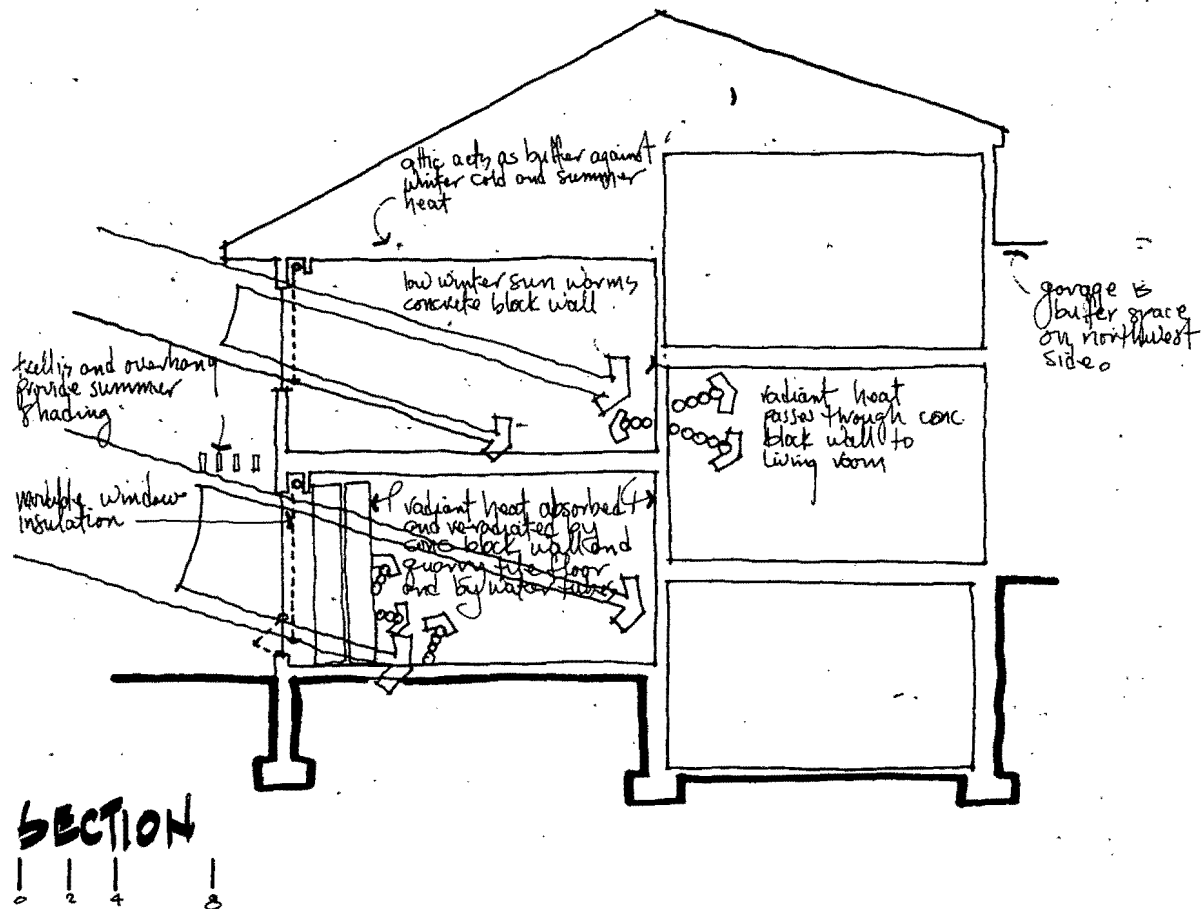 attic acts as buffer against
winter cold and summer
heat
low winter sun warms
concrete block wall
garage is
buffer space
on northwest
side.
trellis and overhang
provide summer
shading
radiant heat
passes through conc
block wall to
living room
movable window
insulation
radiant heat absorbed
and re-radiated by
conc block wall and
quarry tile floor
and by water tubes
SECTION
0 2 4 8